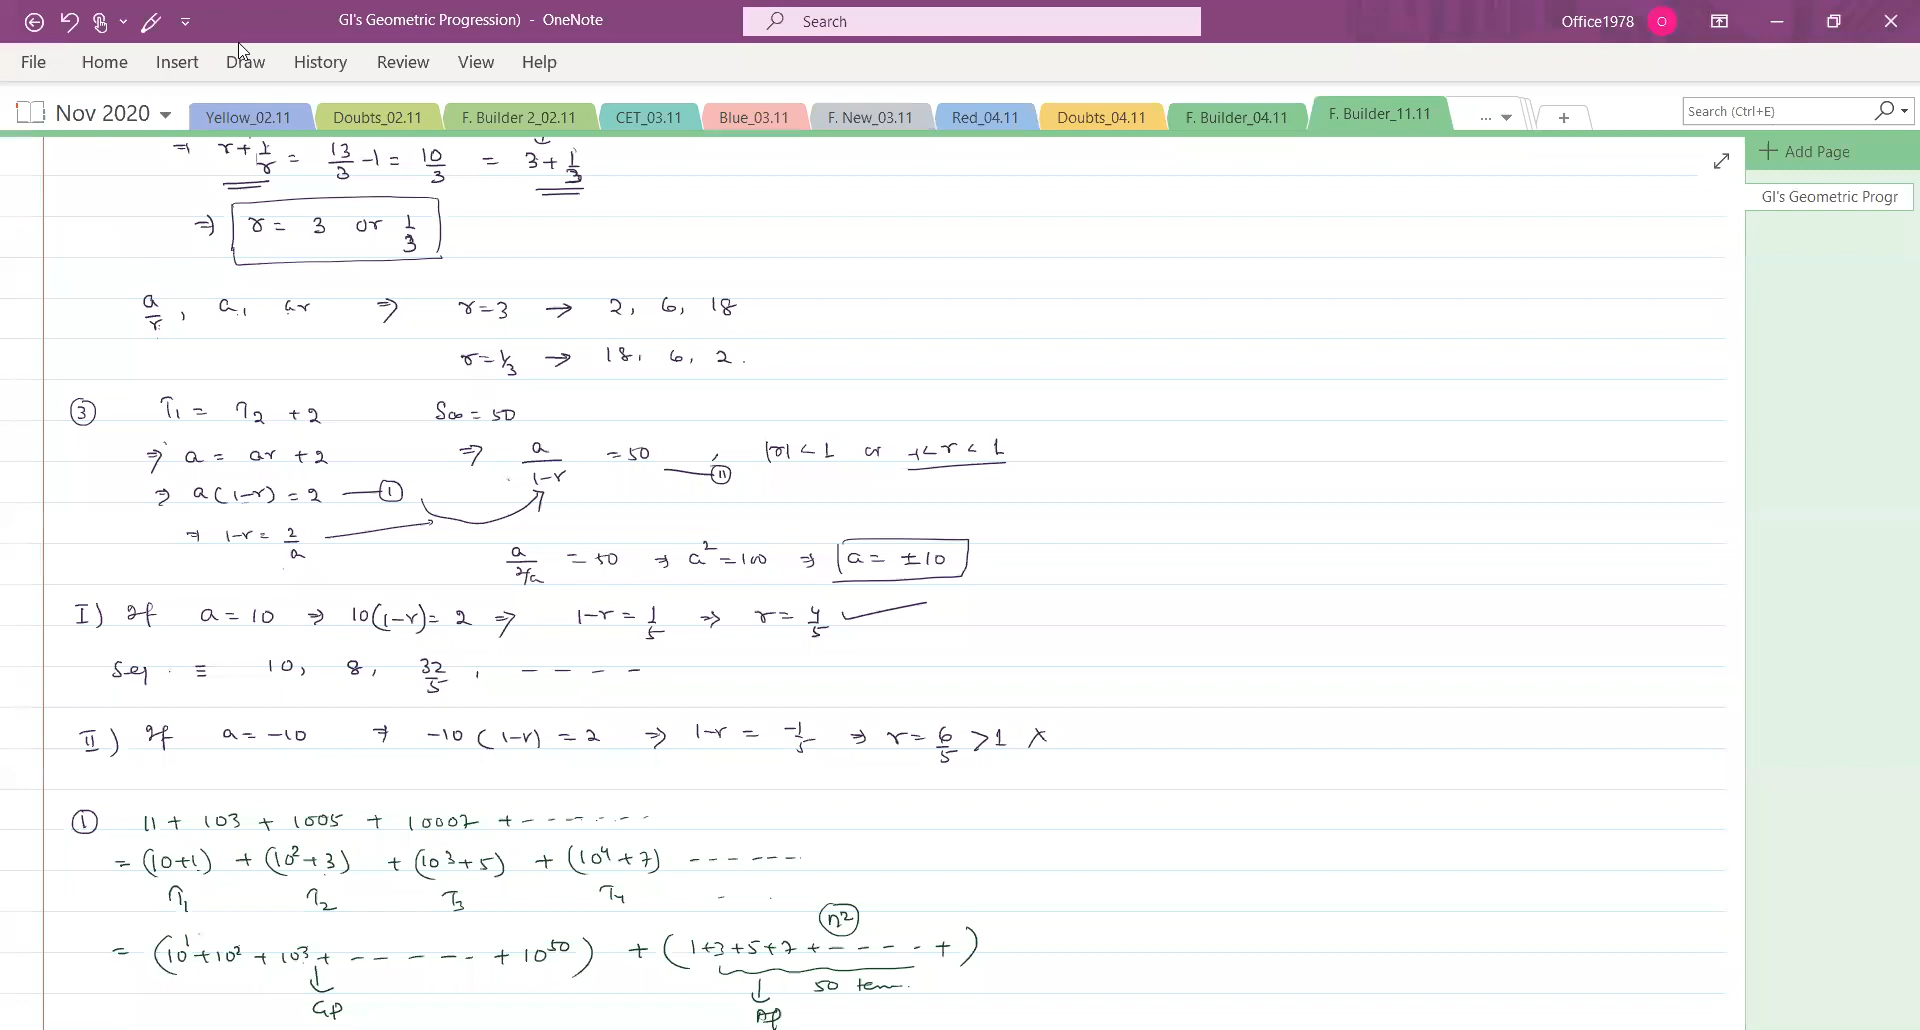 GI's Geometric Progression) - OneNote
Search
Office1978
O
File Home Insert Draw History Review View Help
Nov 2020
Yellow_02.11 Doubts_02.11 F. Builder 2_02.11 CET_03.11 Blue_03.11 F. New_03.11 Red_04.11 Doubts_04.11 F. Builder_04.11 F. Builder_11.11 ... +
Search (Ctrl+E)
+ Add Page
GI's Geometric Progr
⇒ r + 1/r = 13/3 - 1 = 10/3 = 3 + 1/3
⇒ r = 3 or 1/3
a/r, a, ar ⇒ r=3 → 2, 6, 18
r=1/3 → 18, 6, 2.
③ T₁ = T₂ + 2 S∞ = 50
⇒ a = ar + 2 ⇒ a/(1-r) = 50 —(II), |r| < 1 or -1 < r < 1
⇒ a(1-r) = 2 —(I)
⇒ 1-r = 2/a
a/(2/a) = 50 ⇒ a² = 100 ⇒ a = ±10
I) If a = 10 ⇒ 10(1-r) = 2 ⇒ 1-r = 1/5 ⇒ r = 4/5 ✓
Seq. ≡ 10, 8, 32/5, - - - -
II) If a = -10 ⇒ -10(1-r) = 2 ⇒ 1-r = -1/5 ⇒ r = 6/5 > 1 ×
① 11 + 103 + 1005 + 10007 + - - - - - -
= (10+1) + (10²+3) + (10³+5) + (10⁴+7) - - - - - -
T₁ T₂ T₃ T₄ - .
n²
= (10¹+10²+10³+ - - - - - - + 10⁵⁰) + (1+3+5+7+ - - - - + )
50 term.
GP AP